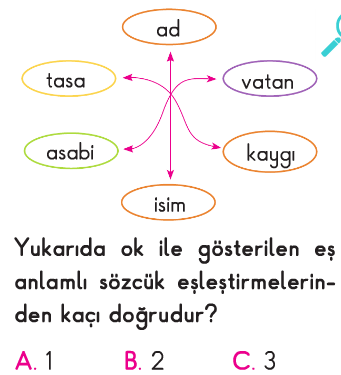 ad
tasa
vatan
asabi
kaygı
isim
Yukarıda ok ile gösterilen eş
anlamlı sözcük eşleştirmelerin-
den kaçı doğrudur?
A. 1 B. 2 C. 3